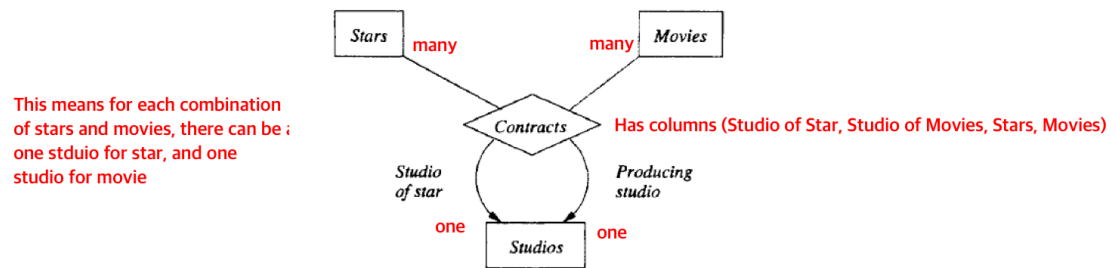 Stars
many
many
Movies
This means for each combination
of stars and movies, there can be
one stduio for star, and one
studio for movie
Contracts
Has columns (Studio of Star, Studio of Movies, Stars, Movies)
Studio
of star
Producing
studio
one
Studios
one